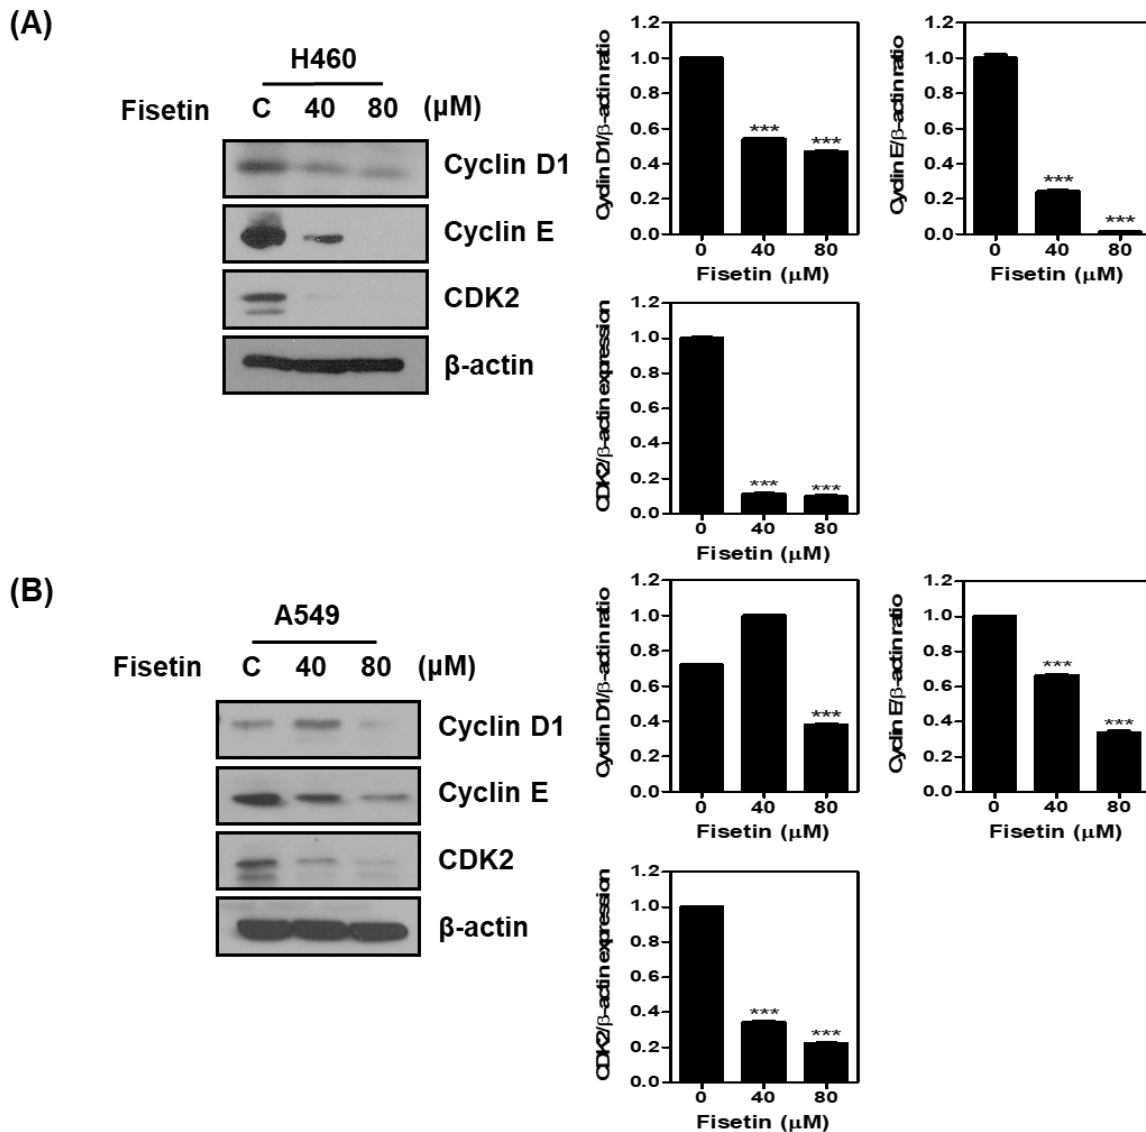 (A)
H460
Fisetin C 40 80 (μM)
Cyclin D1
Cyclin E
CDK2
β-actin
Cyclin D1/β-actin ratio
1.2
1.0
0.8
0.6
0.4
0.2
0.0
***
***
0 40 80
Fisetin (μM)
Cyclin E/β-actin ratio
1.2
1.0
0.8
0.6
0.4
0.2
0.0
***
***
0 40 80
Fisetin (μM)
CDK2/β-actin expression
1.2
1.0
0.8
0.6
0.4
0.2
0.0
***
***
0 40 80
Fisetin (μM)
(B)
A549
Fisetin C 40 80 (μM)
Cyclin D1
Cyclin E
CDK2
β-actin
Cyclin D1/β-actin ratio
1.2
1.0
0.8
0.6
0.4
0.2
0.0
***
0 40 80
Fisetin (μM)
Cyclin E/β-actin ratio
1.2
1.0
0.8
0.6
0.4
0.2
0.0
***
***
0 40 80
Fisetin (μM)
CDK2/β-actin expression
1.2
1.0
0.8
0.6
0.4
0.2
0.0
***
***
0 40 80
Fisetin (μM)